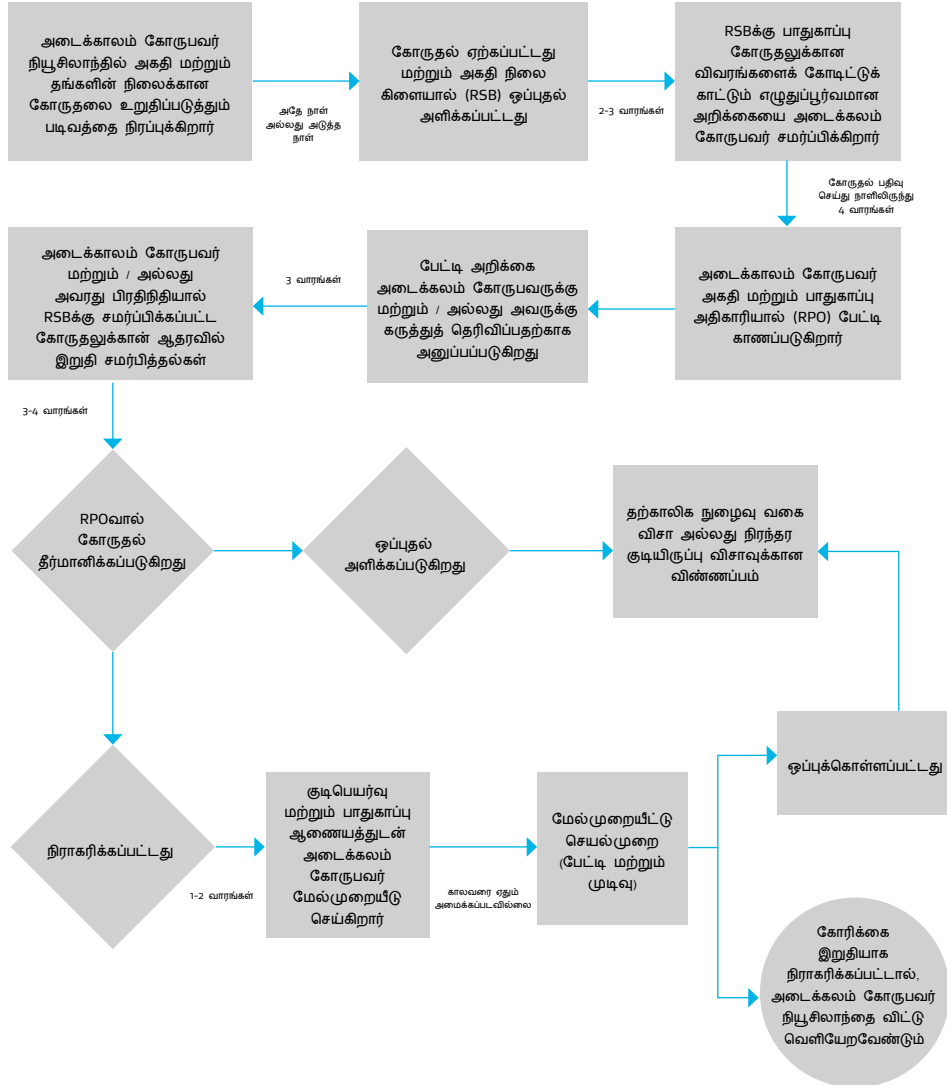 அடைக்காலம் கோருபவர்
நியூசிலாந்தில் அகதி மற்றும்
தங்களின் நிலைக்கான
கோருதலை உறுதிப்படுத்தும்
படிவத்தை நிரப்புக்கிறார்
அதே நாள்
அல்லது அடுத்த
நாள்
கோருதல் ஏற்கப்பட்டது
மற்றும் அகதி நிலை
கிளையால் (RSB) ஒப்புதல்
அளிக்கப்பட்டது
2-3 வாரங்கள்
RSBக்கு பாதுகாப்பு
கோருதலுக்கான
விவரங்களைக் கோடிட்டுக்
காட்டும் எழுதுப்பூர்வமான
அறிக்கையை அடைக்கலம்
கோருபவர் சமர்ப்பிக்கிறார்
கோருதல் பதிவு
செய்து நாளிலிருந்து
4 வாரங்கள்
அடைக்காலம் கோருபவர்
அகதி மற்றும் பாதுகாப்பு
அதிகாரியால் (RPO) பேட்டி
காணப்படுகிறார்
பேட்டி அறிக்கை
அடைக்கலம் கோருபவருக்கு
மற்றும் / அல்லது அவருக்கு
கருத்துத் தெரிவிப்பதற்காக
அனுப்பப்படுகிறது
3 வாரங்கள்
அடைக்காலம் கோருபவர்
மற்றும் / அல்லது
அவரது பிரதிநிதியால்
RSBக்கு சமர்ப்பிக்கப்பட்ட
கோருதலுக்கான் ஆதரவில்
இறுதி சமர்பித்தல்கள்
3-4 வாரங்கள்
RPOவால்
கோருதல்
தீர்மானிக்கப்படுகிறது
ஒப்புதல்
அளிக்கப்படுகிறது
தற்காலிக நுழைவு வகை
விசா அல்லது நிரந்தர
குடியிருப்பு விசாவுக்கான
விண்ணப்பம்
நிராகரிக்கப்பட்டது
1-2 வாரங்கள்
குடிபெயர்வு
மற்றும் பாதுகாப்பு
ஆணையத்துடன்
அடைக்கலம்
கோருபவர்
மேல்முறையீடு
செய்கிறார்
காலவரை ஏதும்
அமைக்கப்படவில்லை
மேல்முறையீட்டு
செயல்முறை
(பேட்டி மற்றும்
முடிவு)
ஒப்புக்கொள்ளப்பட்டது
கோரிக்கை
இறுதியாக
நிராகரிக்கப்பட்டால்,
அடைக்கலம் கோருபவர்
நியூசிலாந்தை விட்டு
வெளியேறவேண்டும்